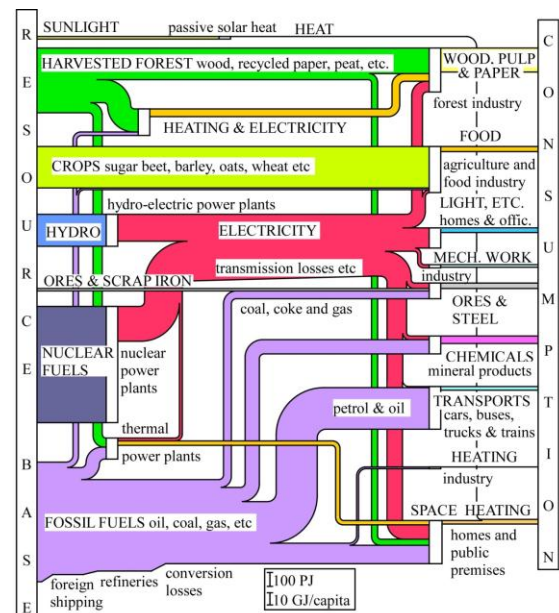 RESOURCE BASE
SUNLIGHT
passive solar heat
HEAT
HARVESTED FOREST wood, recycled paper, peat, etc.
WOOD, PULP
& PAPER
forest industry
HEATING & ELECTRICITY
FOOD
CROPS sugar beet, barley, oats, wheat etc
agriculture and
food industry
hydro-electric power plants
LIGHT, ETC.
homes & offic.
HYDRO
ELECTRICITY
MECH. WORK
transmission losses etc
industry
ORES & SCRAP IRON
ORES &
STEEL
coal, coke and gas
NUCLEAR
FUELS
nuclear
power
plants
CHEMICALS
mineral products
petrol & oil
TRANSPORTS
cars, buses,
trucks & trains
thermal
power plants
HEATING
industry
FOSSIL FUELS oil, coal, gas, etc
SPACE HEATING
homes and
public
premises
foreign
shipping
refineries
conversion
losses
100 PJ
10 GJ/capita
CONSUMPTION